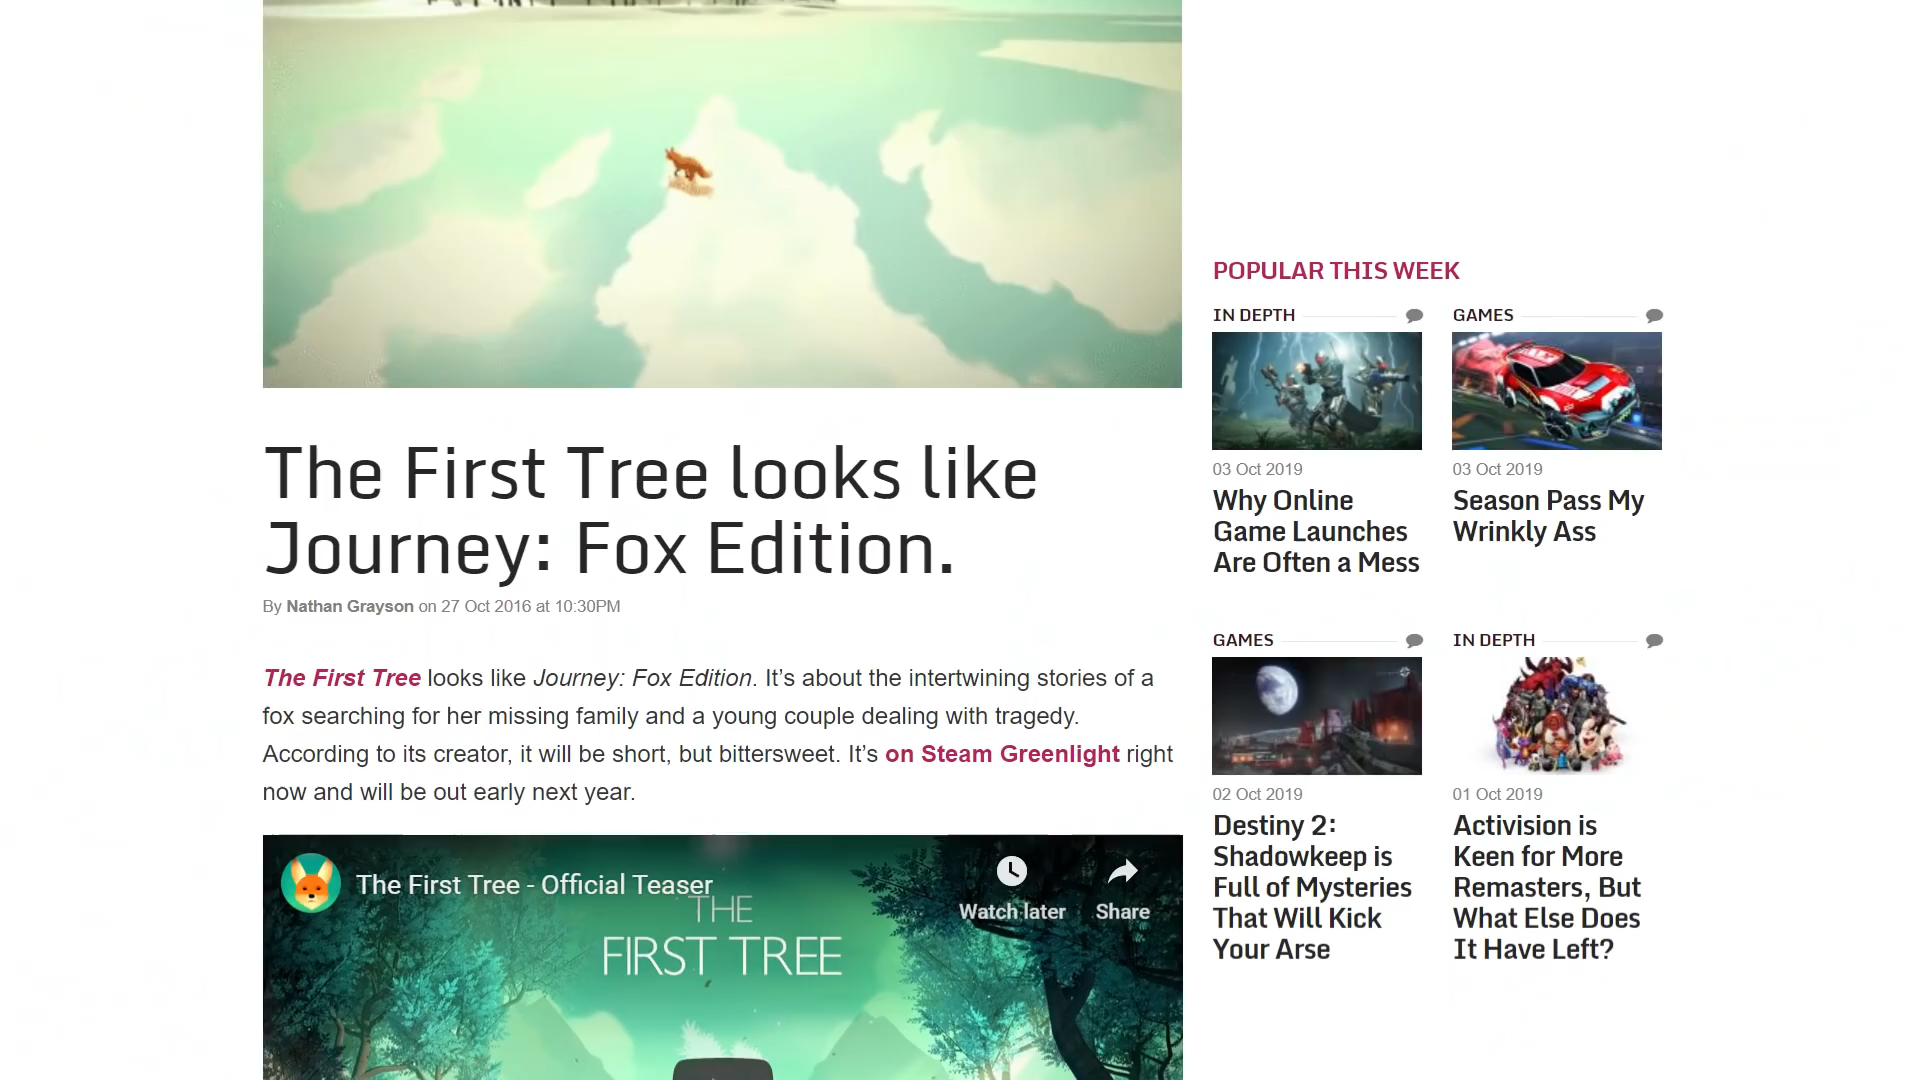 The First Tree looks like
Journey: Fox Edition.
By Nathan Grayson on 27 Oct 2016 at 10:30PM
The First Tree looks like Journey: Fox Edition. It’s about the intertwining stories of a
fox searching for her missing family and a young couple dealing with tragedy.
According to its creator, it will be short, but bittersweet. It’s on Steam Greenlight right
now and will be out early next year.
The First Tree - Official Teaser
Watch later
Share
THE
FIRST TREE
POPULAR THIS WEEK
IN DEPTH
03 Oct 2019
Why Online
Game Launches
Are Often a Mess
GAMES
03 Oct 2019
Season Pass My
Wrinkly Ass
GAMES
02 Oct 2019
Destiny 2:
Shadowkeep is
Full of Mysteries
That Will Kick
Your Arse
IN DEPTH
01 Oct 2019
Activision is
Keen for More
Remasters, But
What Else Does
It Have Left?